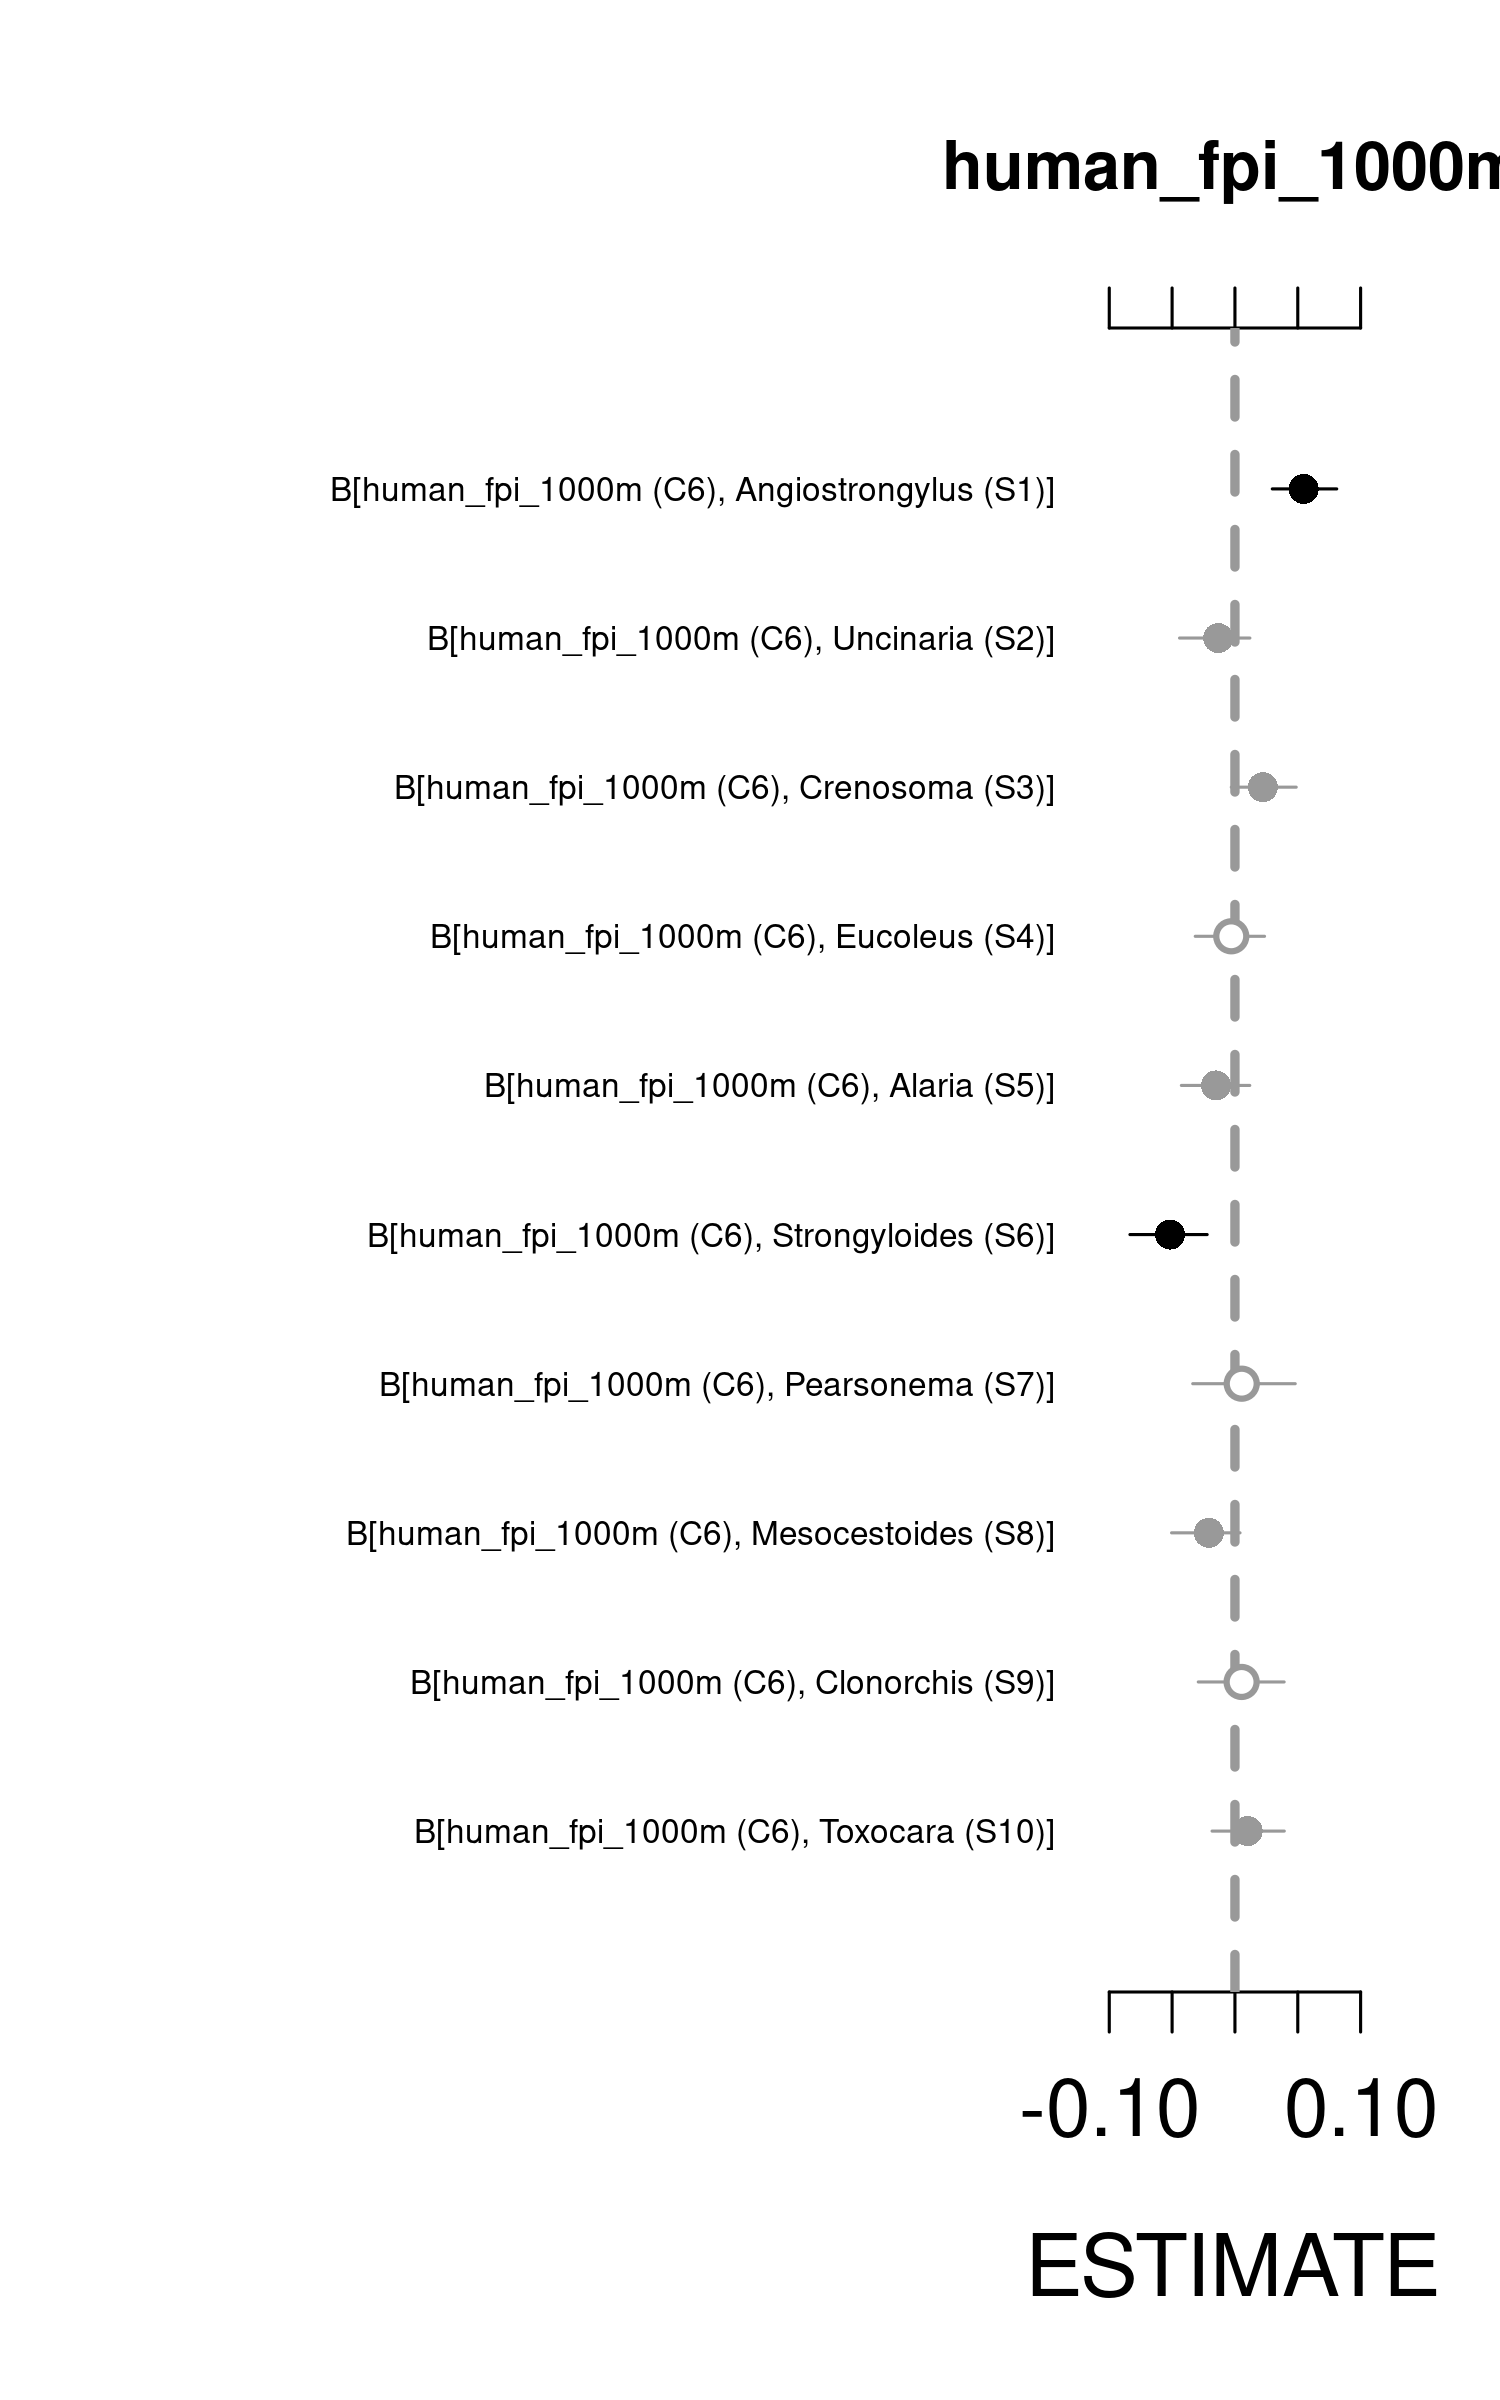 human_fpi_1000m
B[human_fpi_1000m (C6), Angiostrongylus (S1)]
B[human_fpi_1000m (C6), Uncinaria (S2)]
B[human_fpi_1000m (C6), Crenosoma (S3)]
B[human_fpi_1000m (C6), Eucoleus (S4)]
B[human_fpi_1000m (C6), Alaria (S5)]
B[human_fpi_1000m (C6), Strongyloides (S6)]
B[human_fpi_1000m (C6), Pearsonema (S7)]
B[human_fpi_1000m (C6), Mesocestoides (S8)]
B[human_fpi_1000m (C6), Clonorchis (S9)]
B[human_fpi_1000m (C6), Toxocara (S10)]
-0.10 0.10
ESTIMATE